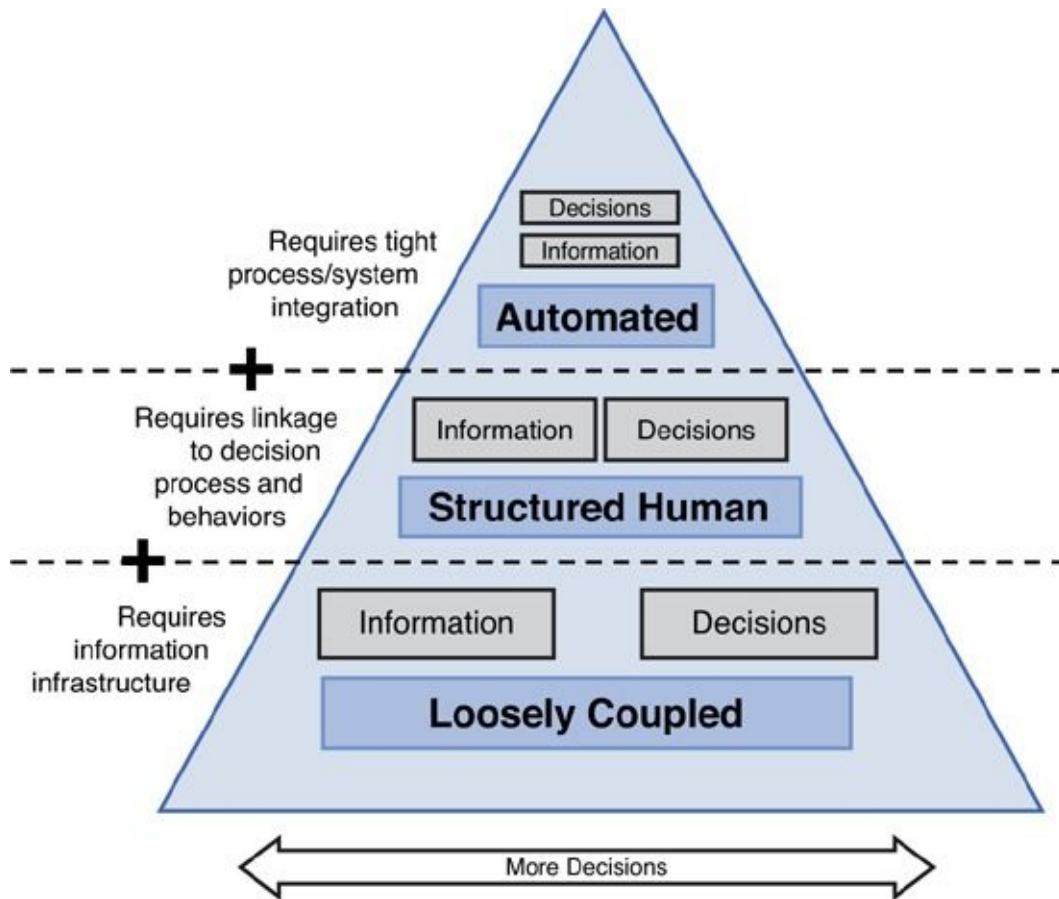 Decisions
Information
Automated
Requires tight
process/system
integration
+
Information
Decisions
Structured Human
Requires linkage
to decision
process and
behaviors
+
Information
Decisions
Loosely Coupled
Requires
information
infrastructure
More Decisions